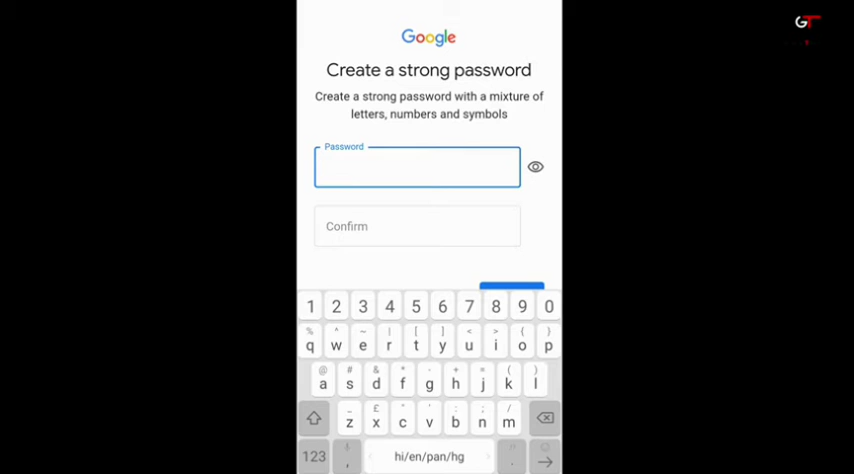 GT
Google
Create a strong password
Create a strong password with a mixture of
letters, numbers and symbols
Password
Confirm
1 2 3 4 5 6 7 8 9 0
% ^ ~ | [ ] < > { }
q w e r t y u i o p
@ # & * - + = ( )
a s d f g h j k l
_ £ " ' : ; /
z x c v b n m
123 , hi/en/pan/hg .